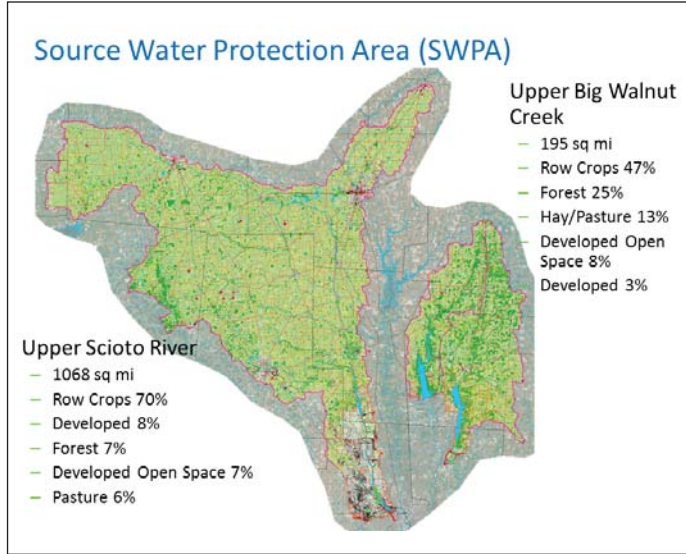 Source Water Protection Area (SWPA)
Upper Big Walnut
Creek
– 195 sq mi
– Row Crops 47%
– Forest 25%
– Hay/Pasture 13%
– Developed Open
Space 8%
Developed 3%
Upper Scioto River
– 1068 sq mi
– Row Crops 70%
– Developed 8%
– Forest 7%
– Developed Open Space 7%
– Pasture 6%